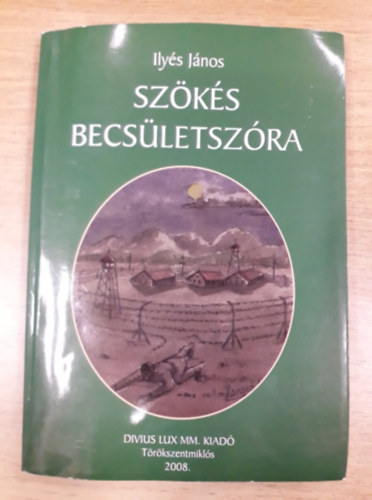 Ilyés János
SZÖKÉS
BECSÜLETSZÓRA
DIVIUS LUX MM. KIADÓ
Törökszentmiklós
2008.